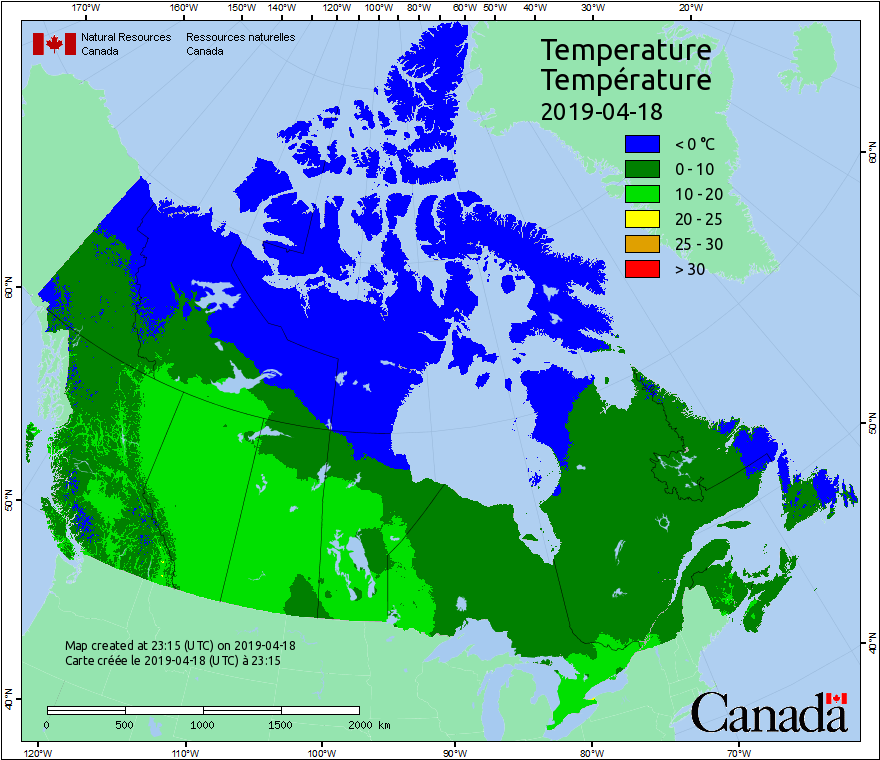 170°W 160°W 150°W 140°W 130°W 120°W 110°W 100°W 90°W 80°W 70°W 60°W 50°W 40°W 30°W 20°W
Natural Resources Canada
Ressources naturelles Canada
Temperature
Température
2019-04-18
< 0 °C
0 - 10
10 - 20
20 - 25
25 - 30
> 30
60°N
50°N
40°N
60°N
50°N
40°N
Map created at 23:15 (UTC) on 2019-04-18
Carte créée le 2019-04-18 (UTC) à 23:15
0 500 1000 1500 2000 km
Canada
120°W 110°W 100°W 90°W 80°W 70°W